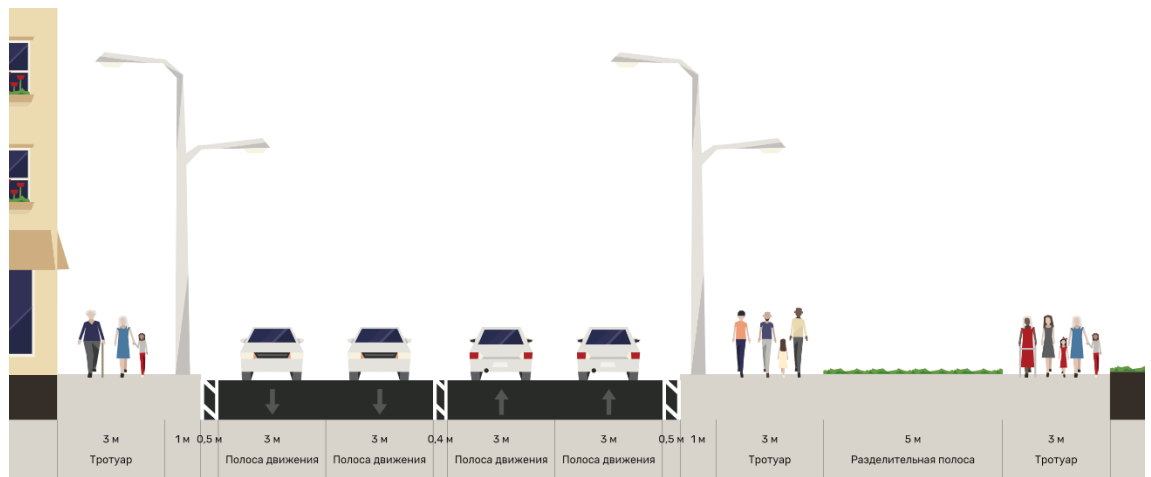 3 м 1 м 0,5 м 3 м 3 м 0,4 м 3 м 3 м 0,5 м 1 м 3 м 5 м 3 м
Тротуар Полоса движения Полоса движения Полоса движения Полоса движения Тротуар Разделительная полоса Тротуар